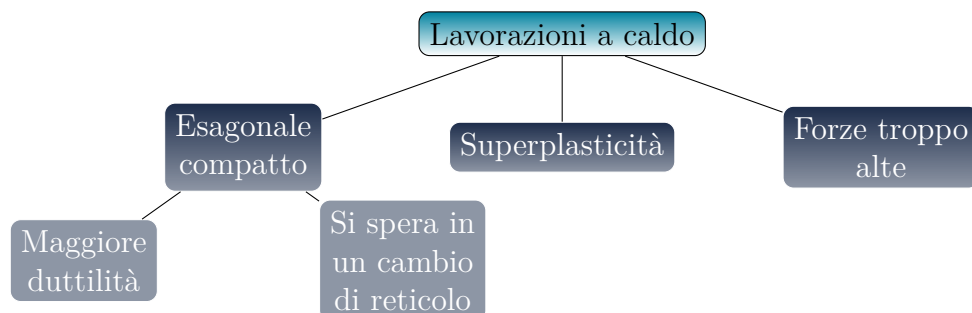 Lavorazioni a caldo
Esagonale
compatto
Superplasticità
Forze troppo
alte
Maggiore
duttilità
Si spera in
un cambio
di reticolo